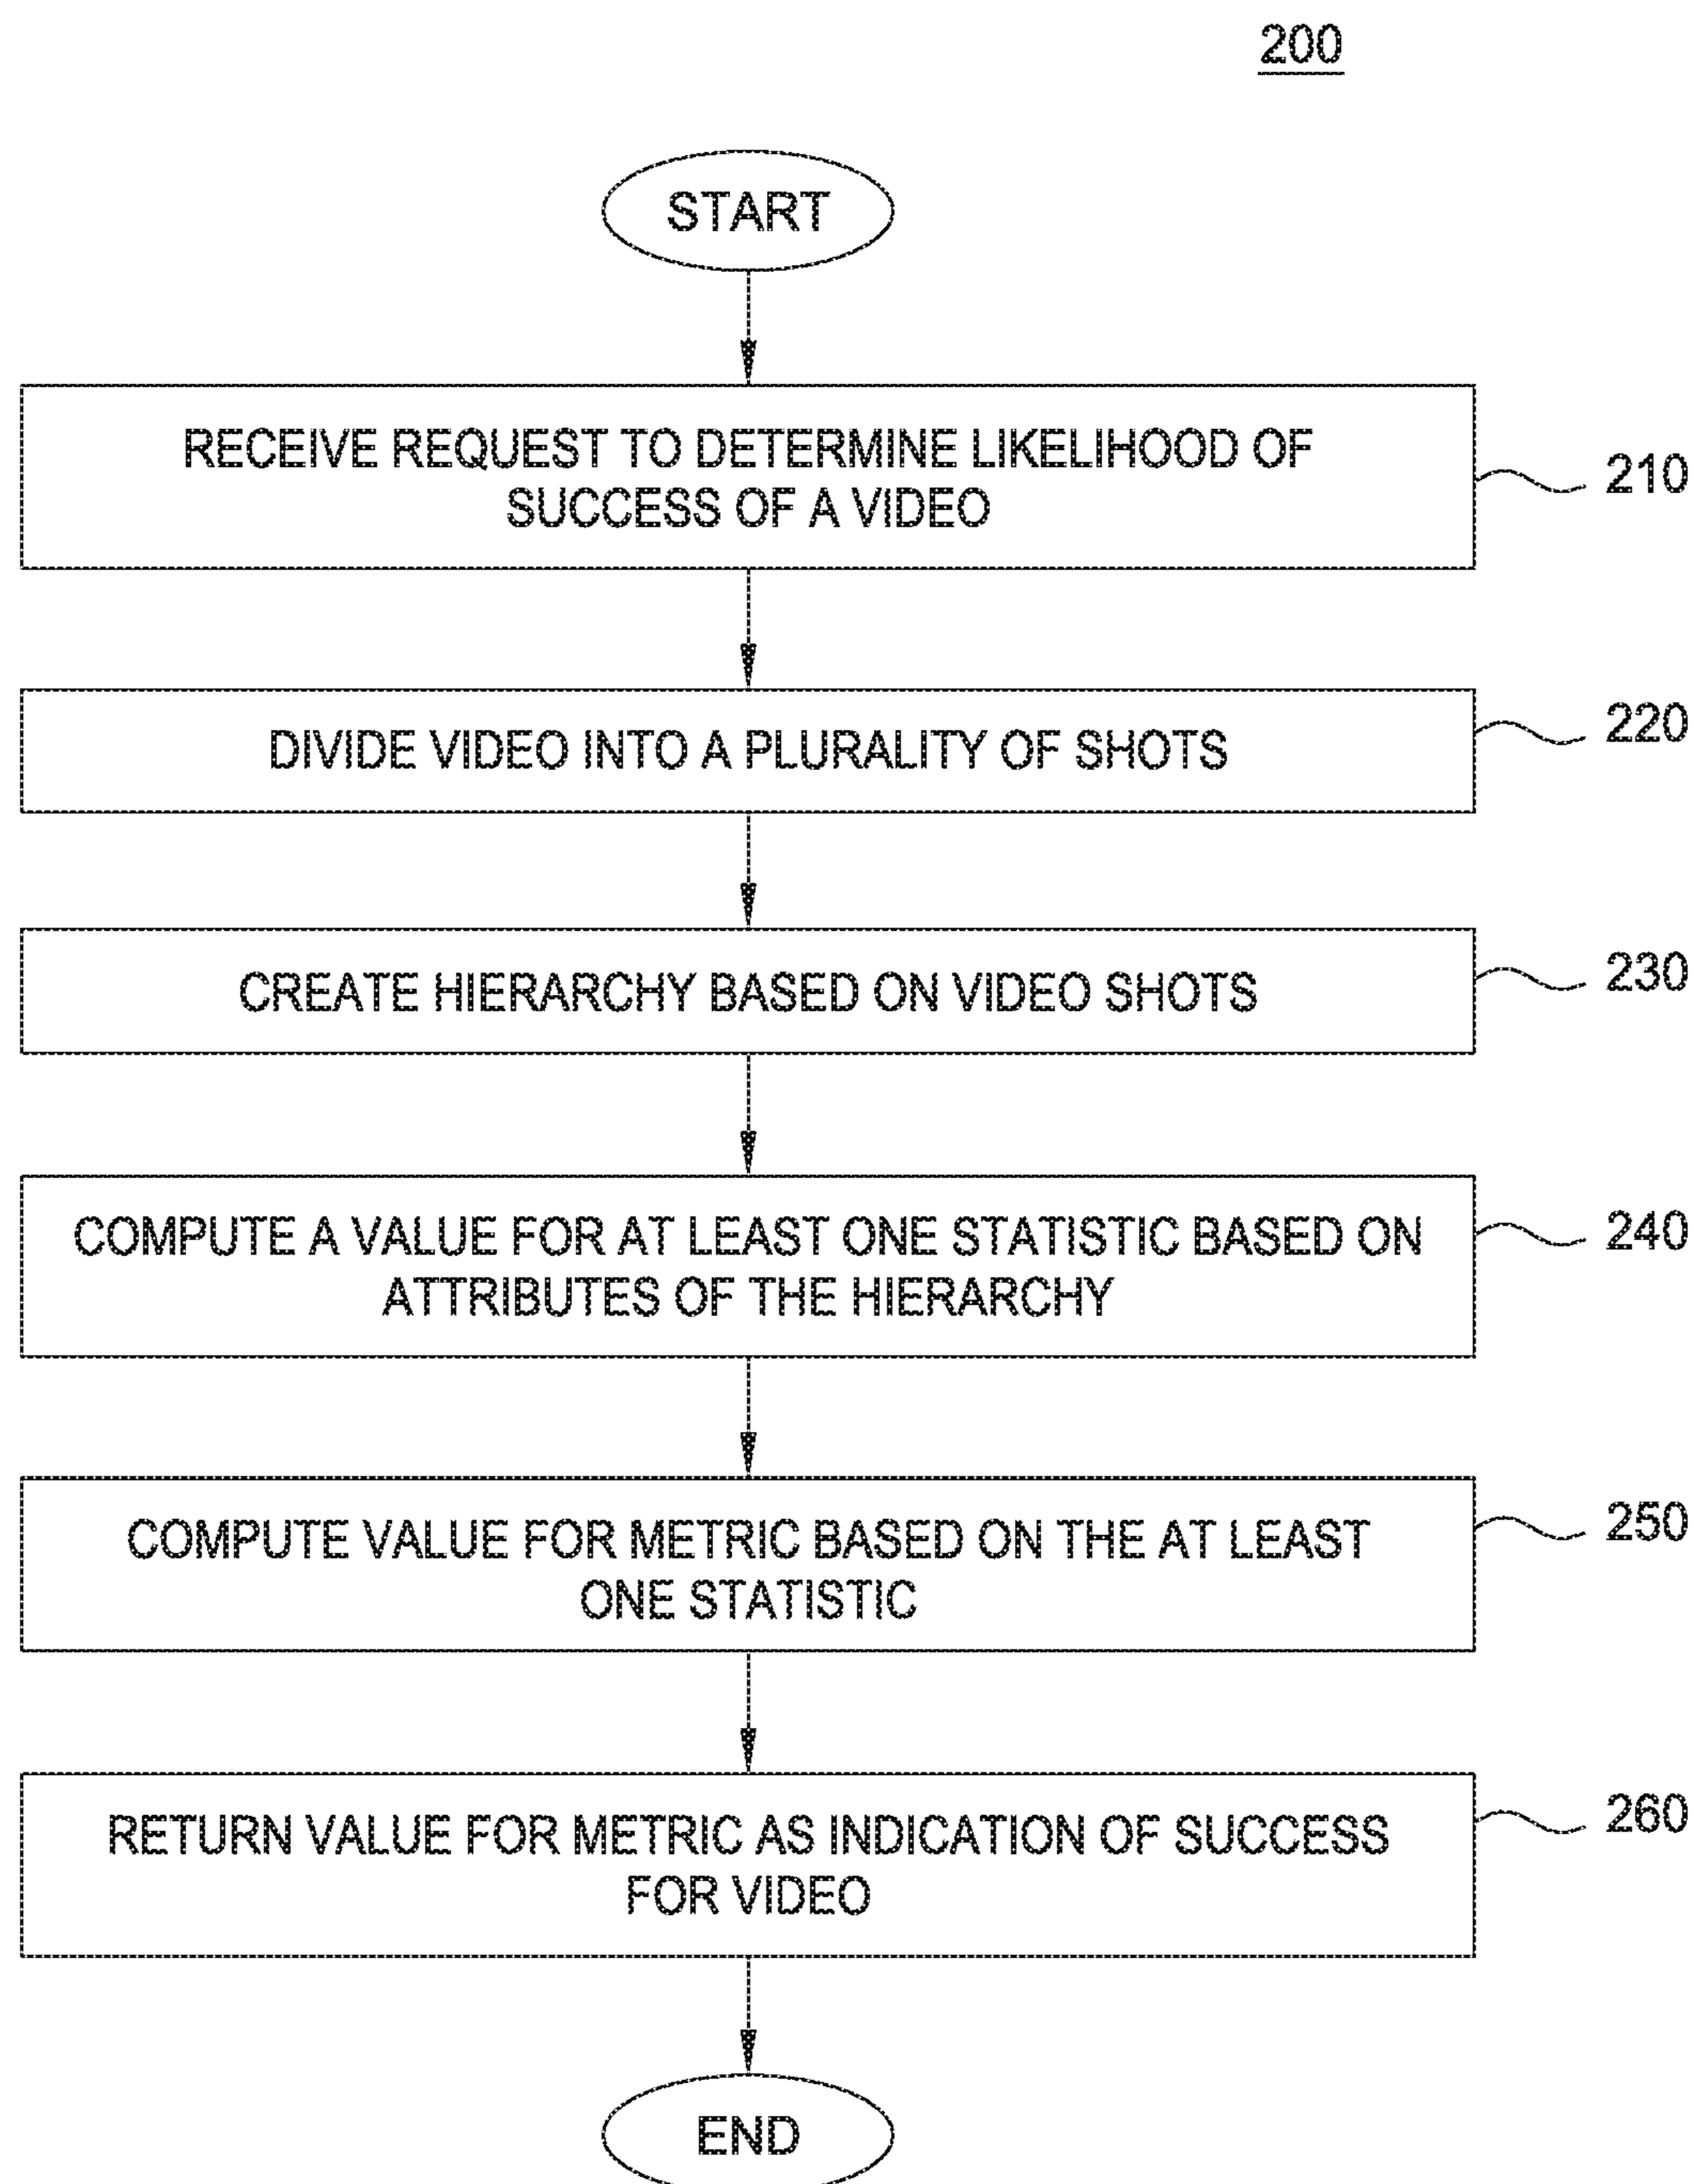 200
START
RECEIVE REQUEST TO DETERMINE LIKELIHOOD OF
SUCCESS OF A VIDEO
210
DIVIDE VIDEO INTO A PLURALITY OF SHOTS
220
CREATE HIERARCHY BASED ON VIDEO SHOTS
230
COMPUTE A VALUE FOR AT LEAST ONE STATISTIC BASED ON
ATTRIBUTES OF THE HIERARCHY
240
COMPUTE VALUE FOR METRIC BASED ON THE AT LEAST
ONE STATISTIC
250
RETURN VALUE FOR METRIC AS INDICATION OF SUCCESS
FOR VIDEO
260
END